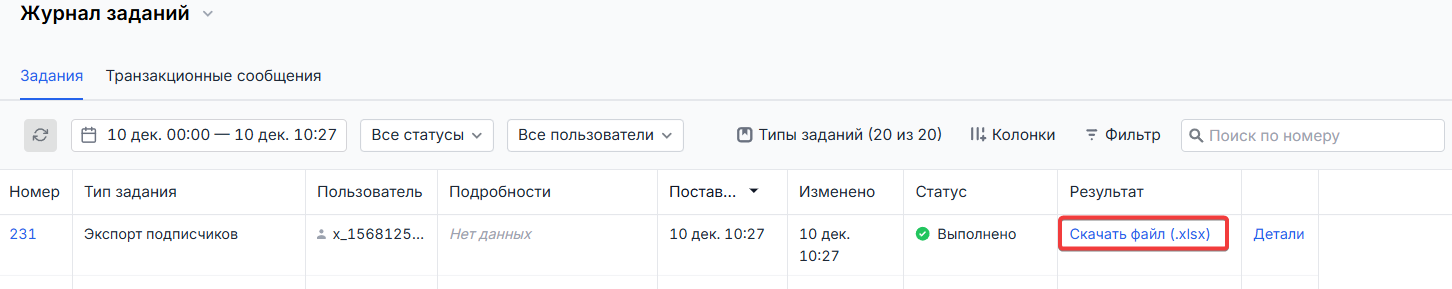 Журнал заданий
Задания Транзакционные сообщения
10 дек. 00:00 — 10 дек. 10:27 Все статусы Все пользователи Типы заданий (20 из 20) Колонки Фильтр Поиск по номеру
Номер Тип задания Пользователь Подробности Постав... Изменено Статус Результат
231 Экспорт подписчиков x_1568125... Нет данных 10 дек. 10:27 10 дек. Выполнено Скачать файл (.xlsx) Детали
10:27